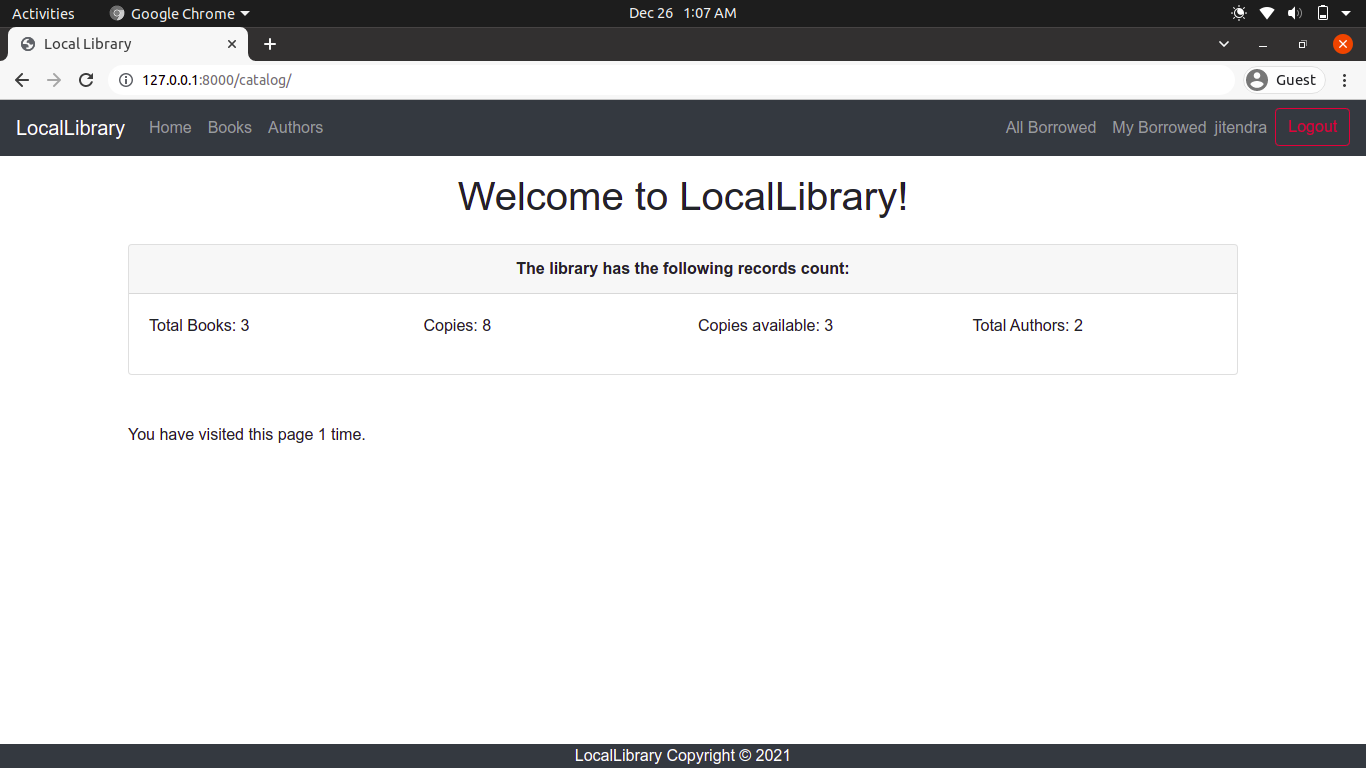 Activities Google Chrome Dec 26 1:07 AM
Local Library
127.0.0.1:8000/catalog/ Guest
LocalLibrary Home Books Authors All Borrowed My Borrowed jitendra Logout
Welcome to LocalLibrary!
The library has the following records count:
Total Books: 3 Copies: 8 Copies available: 3 Total Authors: 2
You have visited this page 1 time.
LocalLibrary Copyright © 2021